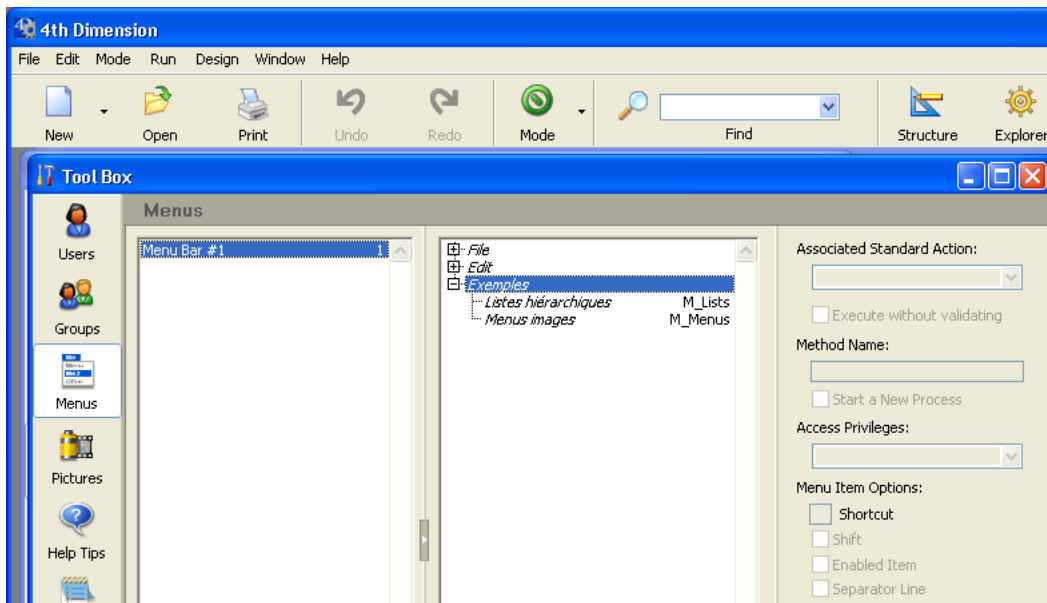 4th Dimension
File Edit Mode Run Design Window Help
New Open Print Undo Redo Mode Find Structure Explorer
Tool Box
Menus
Users
Groups
Menus
Pictures
Help Tips
Menu Bar #1 1
File
Edit
Exemples
Listes hiérarchiques M_Lists
Menus images M_Menus
Associated Standard Action:
Execute without validating
Method Name:
Start a New Process
Access Privileges:
Menu Item Options:
Shortcut
Shift
Enabled Item
Separator Line